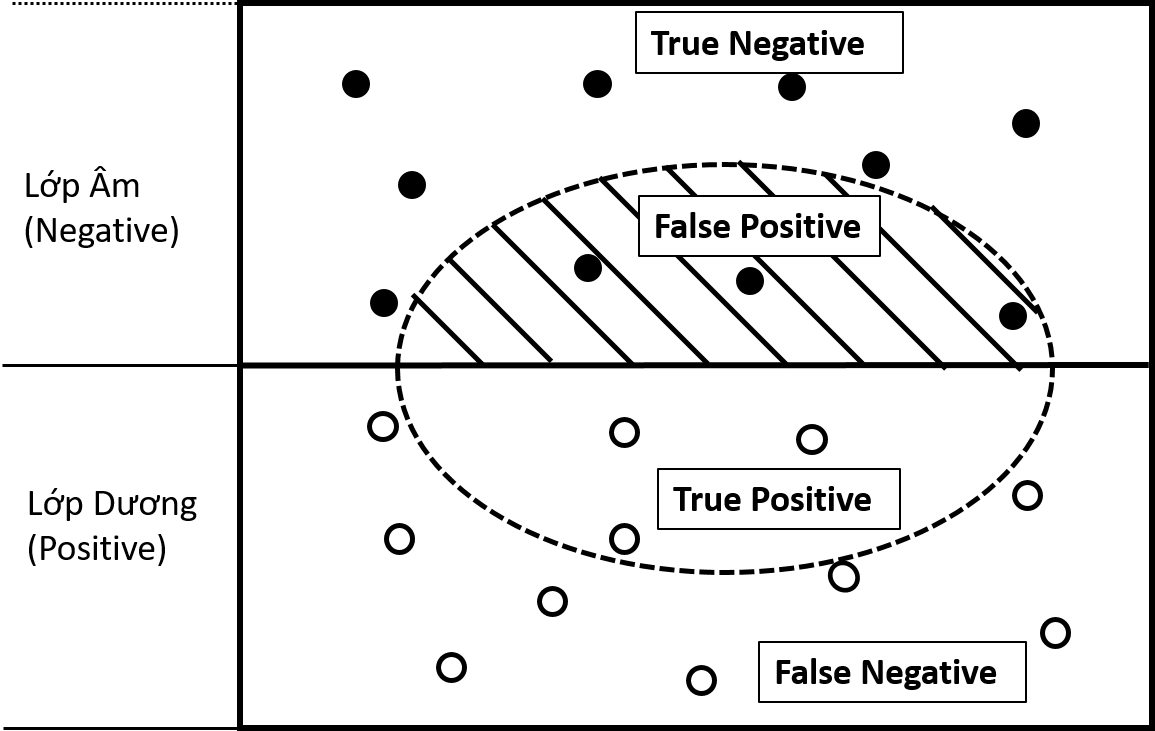 True Negative
Lớp Âm
(Negative)
False Positive
Lớp Dương
(Positive)
True Positive
False Negative